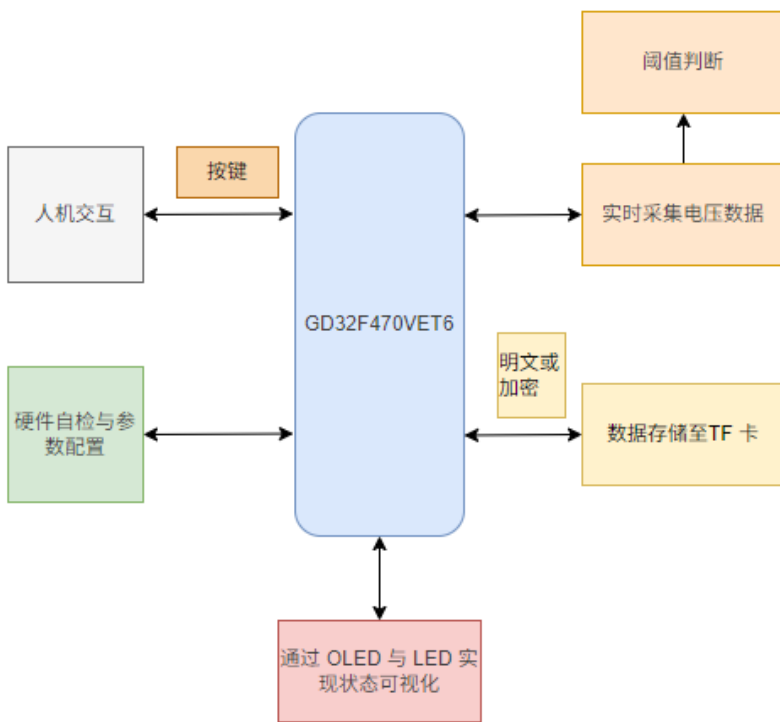 阈值判断
按键
人机交互
实时采集电压数据
GD32F470VET6
明文或
加密
硬件自检与参
数配置
数据存储至TF 卡
通过 OLED 与 LED 实
现状态可视化